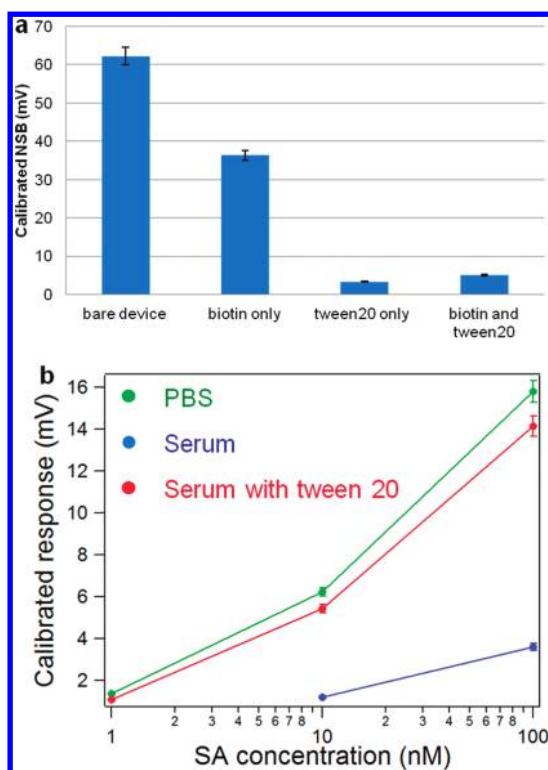 a
Calibrated NSB (mV)
70
60
50
40
30
20
10
0
bare device
biotin only
tween20 only
biotin and
tween20
b
PBS
Serum
Serum with tween 20
Calibrated response (mV)
16
14
12
10
8
6
4
2
1
2
3
4
5
6
7
8
10
2
3
4
5
6
7
8
100
SA concentration (nM)